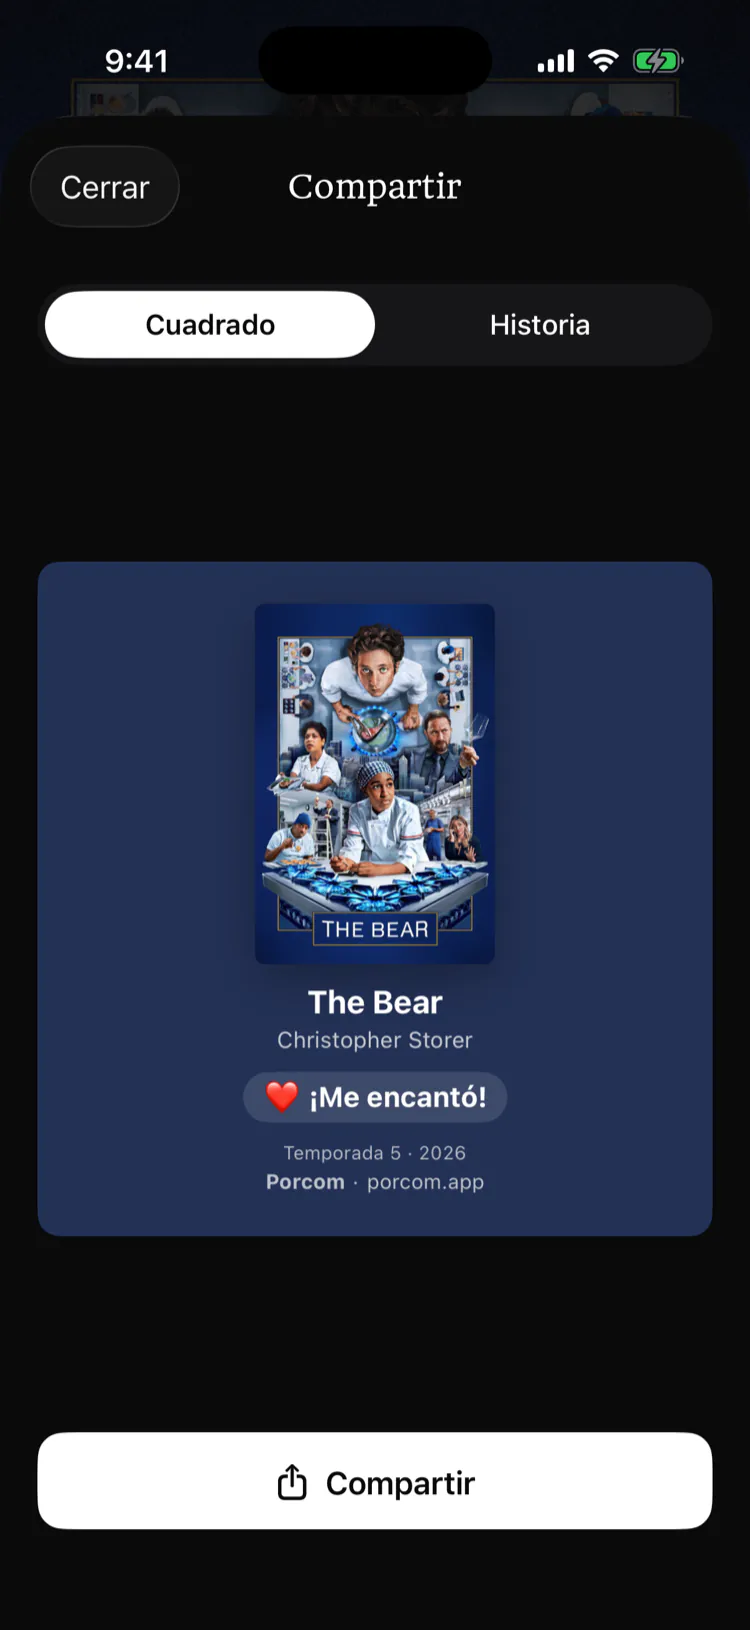 9:41
Cerrar
Compartir
Cuadrado
Historia
THE BEAR
The Bear
Christopher Storer
❤️ ¡Me encantó!
Temporada 5 · 2026
Porcom · porcom.app
Compartir